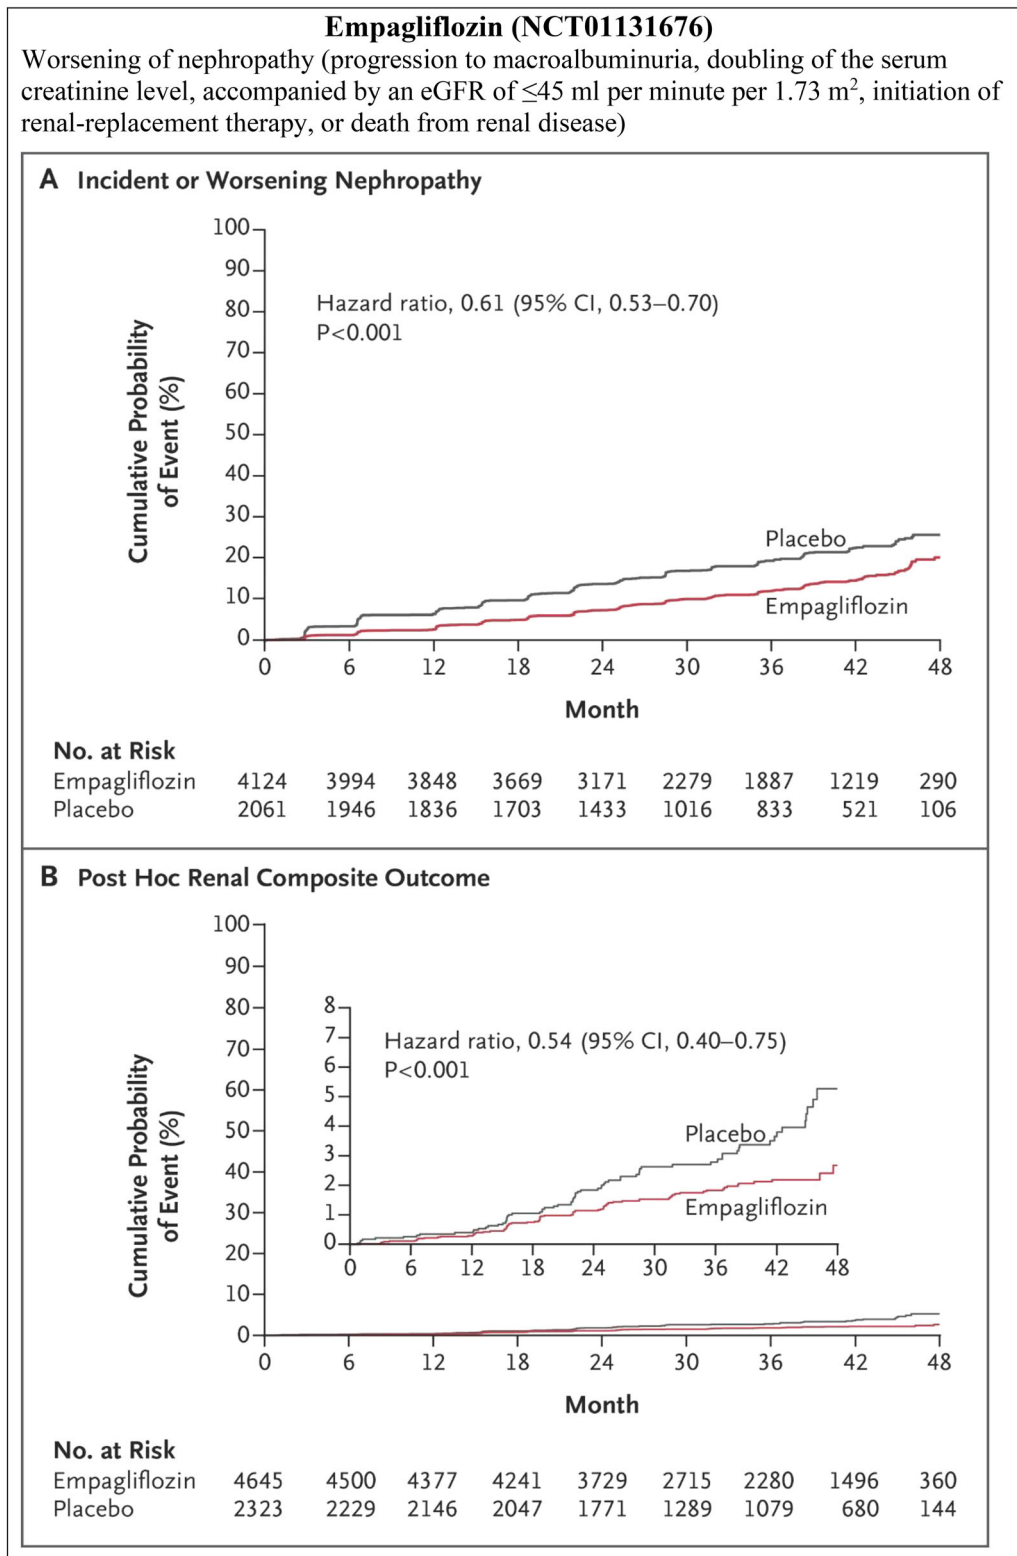 Empagliflozin (NCT01131676)
Worsening of nephropathy (progression to macroalbuminuria, doubling of the serum
creatinine level, accompanied by an eGFR of ≤45 ml per minute per 1.73 m², initiation of
renal-replacement therapy, or death from renal disease)
A Incident or Worsening Nephropathy
Cumulative Probability
of Event (%)
100
90
80
70
60
50
40
30
20
10
0
Hazard ratio, 0.61 (95% CI, 0.53–0.70)
P<0.001
Placebo
Empagliflozin
0 6 12 18 24 30 36 42 48
Month
No. at Risk
Empagliflozin 4124 3994 3848 3669 3171 2279 1887 1219 290
Placebo 2061 1946 1836 1703 1433 1016 833 521 106
B Post Hoc Renal Composite Outcome
Cumulative Probability
of Event (%)
100
90
80
70
60
50
40
30
20
10
0
8
7
6
5
4
3
2
1
0
Hazard ratio, 0.54 (95% CI, 0.40–0.75)
P<0.001
Placebo
Empagliflozin
0 6 12 18 24 30 36 42 48
0 6 12 18 24 30 36 42 48
Month
No. at Risk
Empagliflozin 4645 4500 4377 4241 3729 2715 2280 1496 360
Placebo 2323 2229 2146 2047 1771 1289 1079 680 144